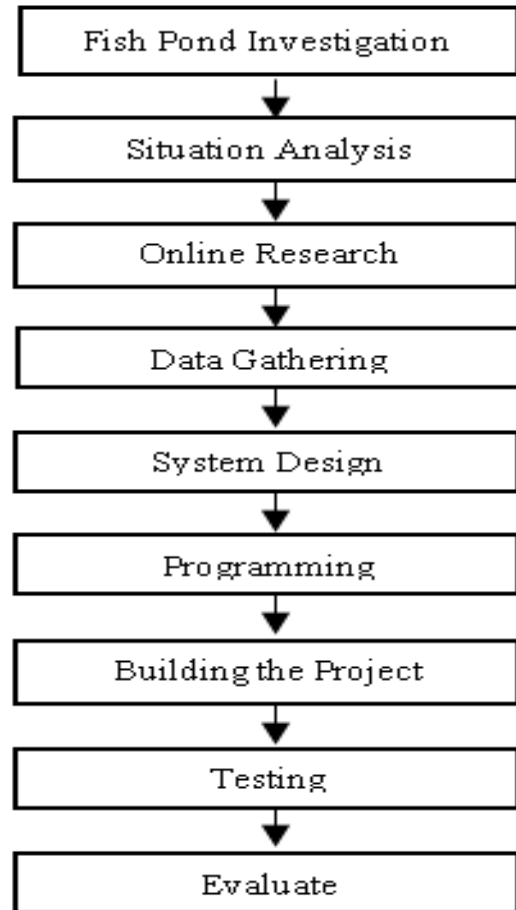 Fish Pond Investigation
Situation Analysis
Online Research
Data Gathering
System Design
Programming
Building the Project
Testing
Evaluate